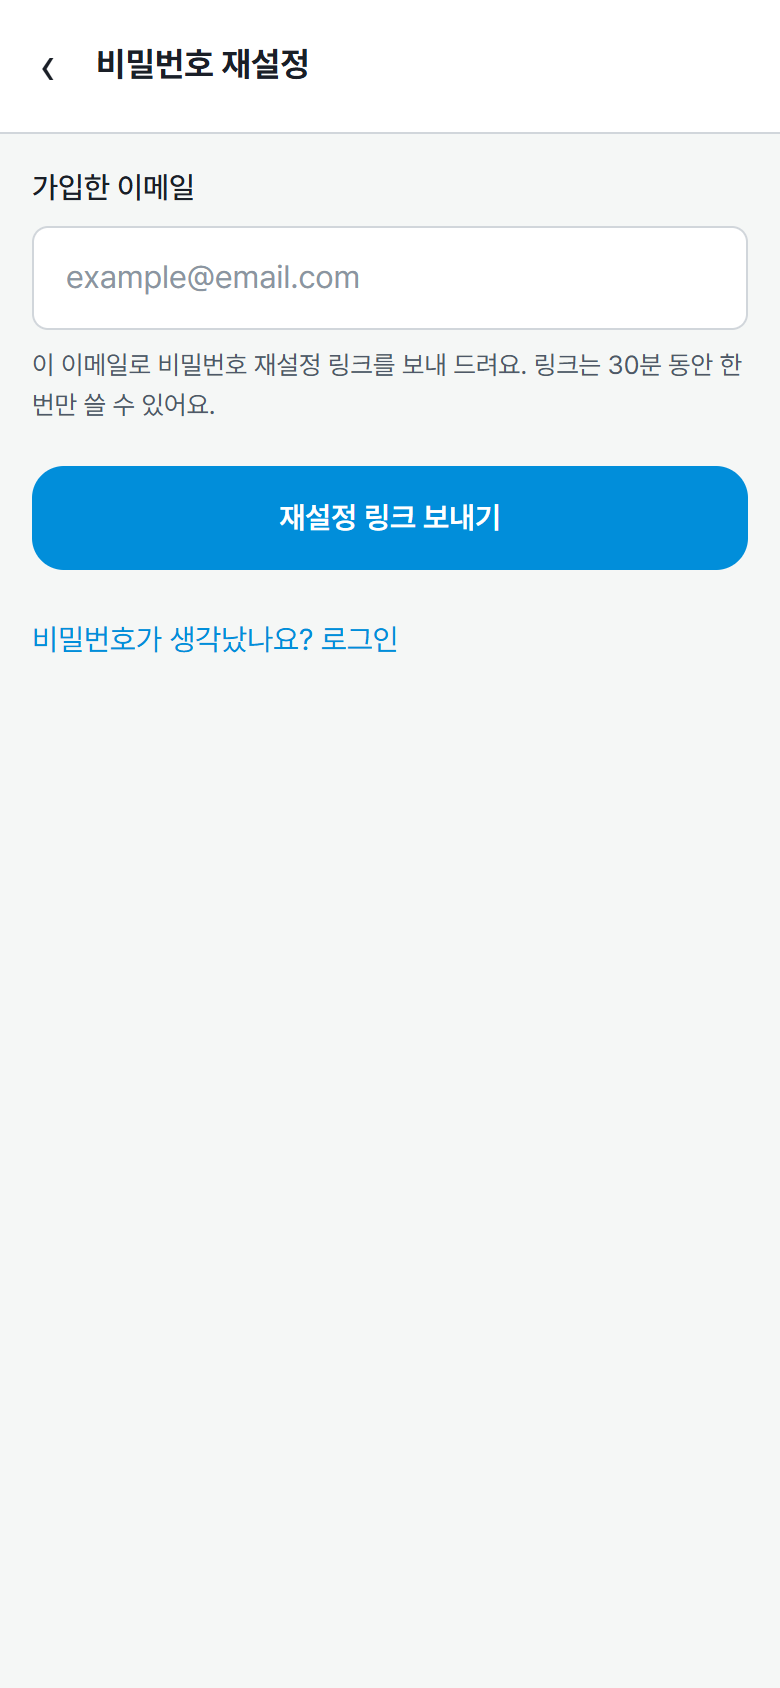 ‹ 비밀번호 재설정
가입한 이메일
example@email.com
이 이메일로 비밀번호 재설정 링크를 보내 드려요. 링크는 30분 동안 한
번만 쓸 수 있어요.
재설정 링크 보내기
비밀번호가 생각났나요? 로그인